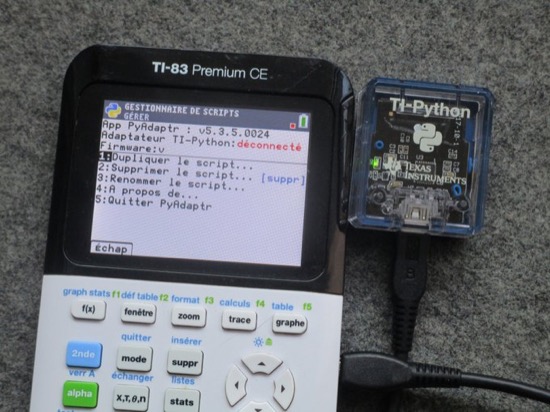 TI-83 Premium CE
GESTIONNAIRE DE SCRIPTS
GÉRER
App PyAdaptr : v5.3.5.0024
Adaptateur TI-Python:déconnecté
Firmware:v
1:Dupliquer le script...
2:Supprimer le script... [suppr]
3:Renommer le script...
4:A propos de...
5:Quitter PyAdaptr
échap
TI-Python
TEXAS
INSTRUMENTS
graph stats f1 déf table f2 format f3 calculs f4 table f5
f(x) fenêtre zoom trace graphe
quitter insérer
2nde mode suppr
verr A échanger listes
alpha X,T,θ,n stats